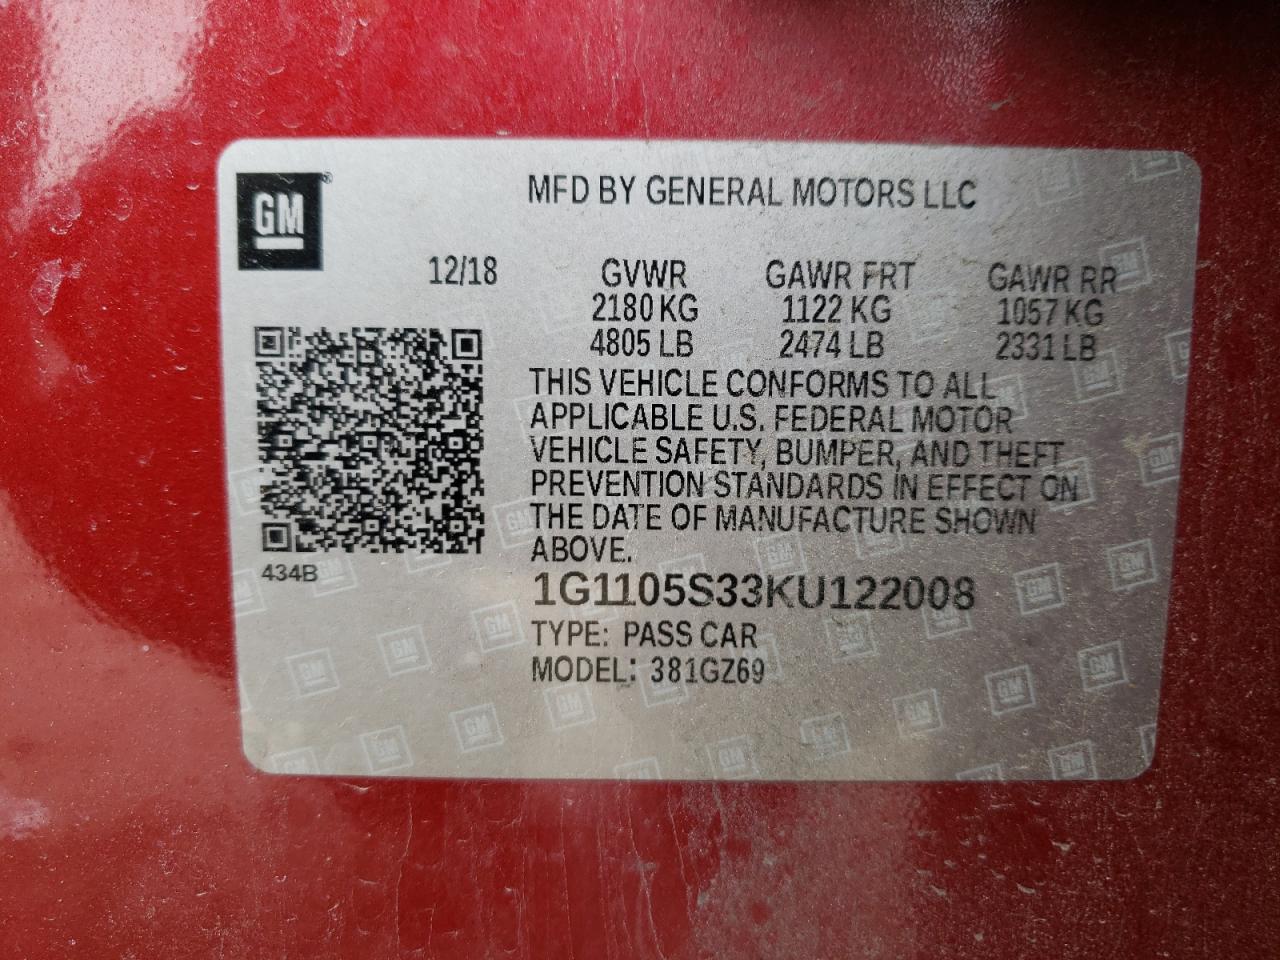 GM
MFD BY GENERAL MOTORS LLC
12/18
GVWR GAWR FRT GAWR RR
2180 KG 1122 KG 1057 KG
4805 LB 2474 LB 2331 LB
THIS VEHICLE CONFORMS TO ALL
APPLICABLE U.S. FEDERAL MOTOR
VEHICLE SAFETY, BUMPER, AND THEFT
PREVENTION STANDARDS IN EFFECT ON
THE DATE OF MANUFACTURE SHOWN
ABOVE.
434B
1G1105S33KU122008
TYPE: PASS CAR
MODEL: 381GZ69